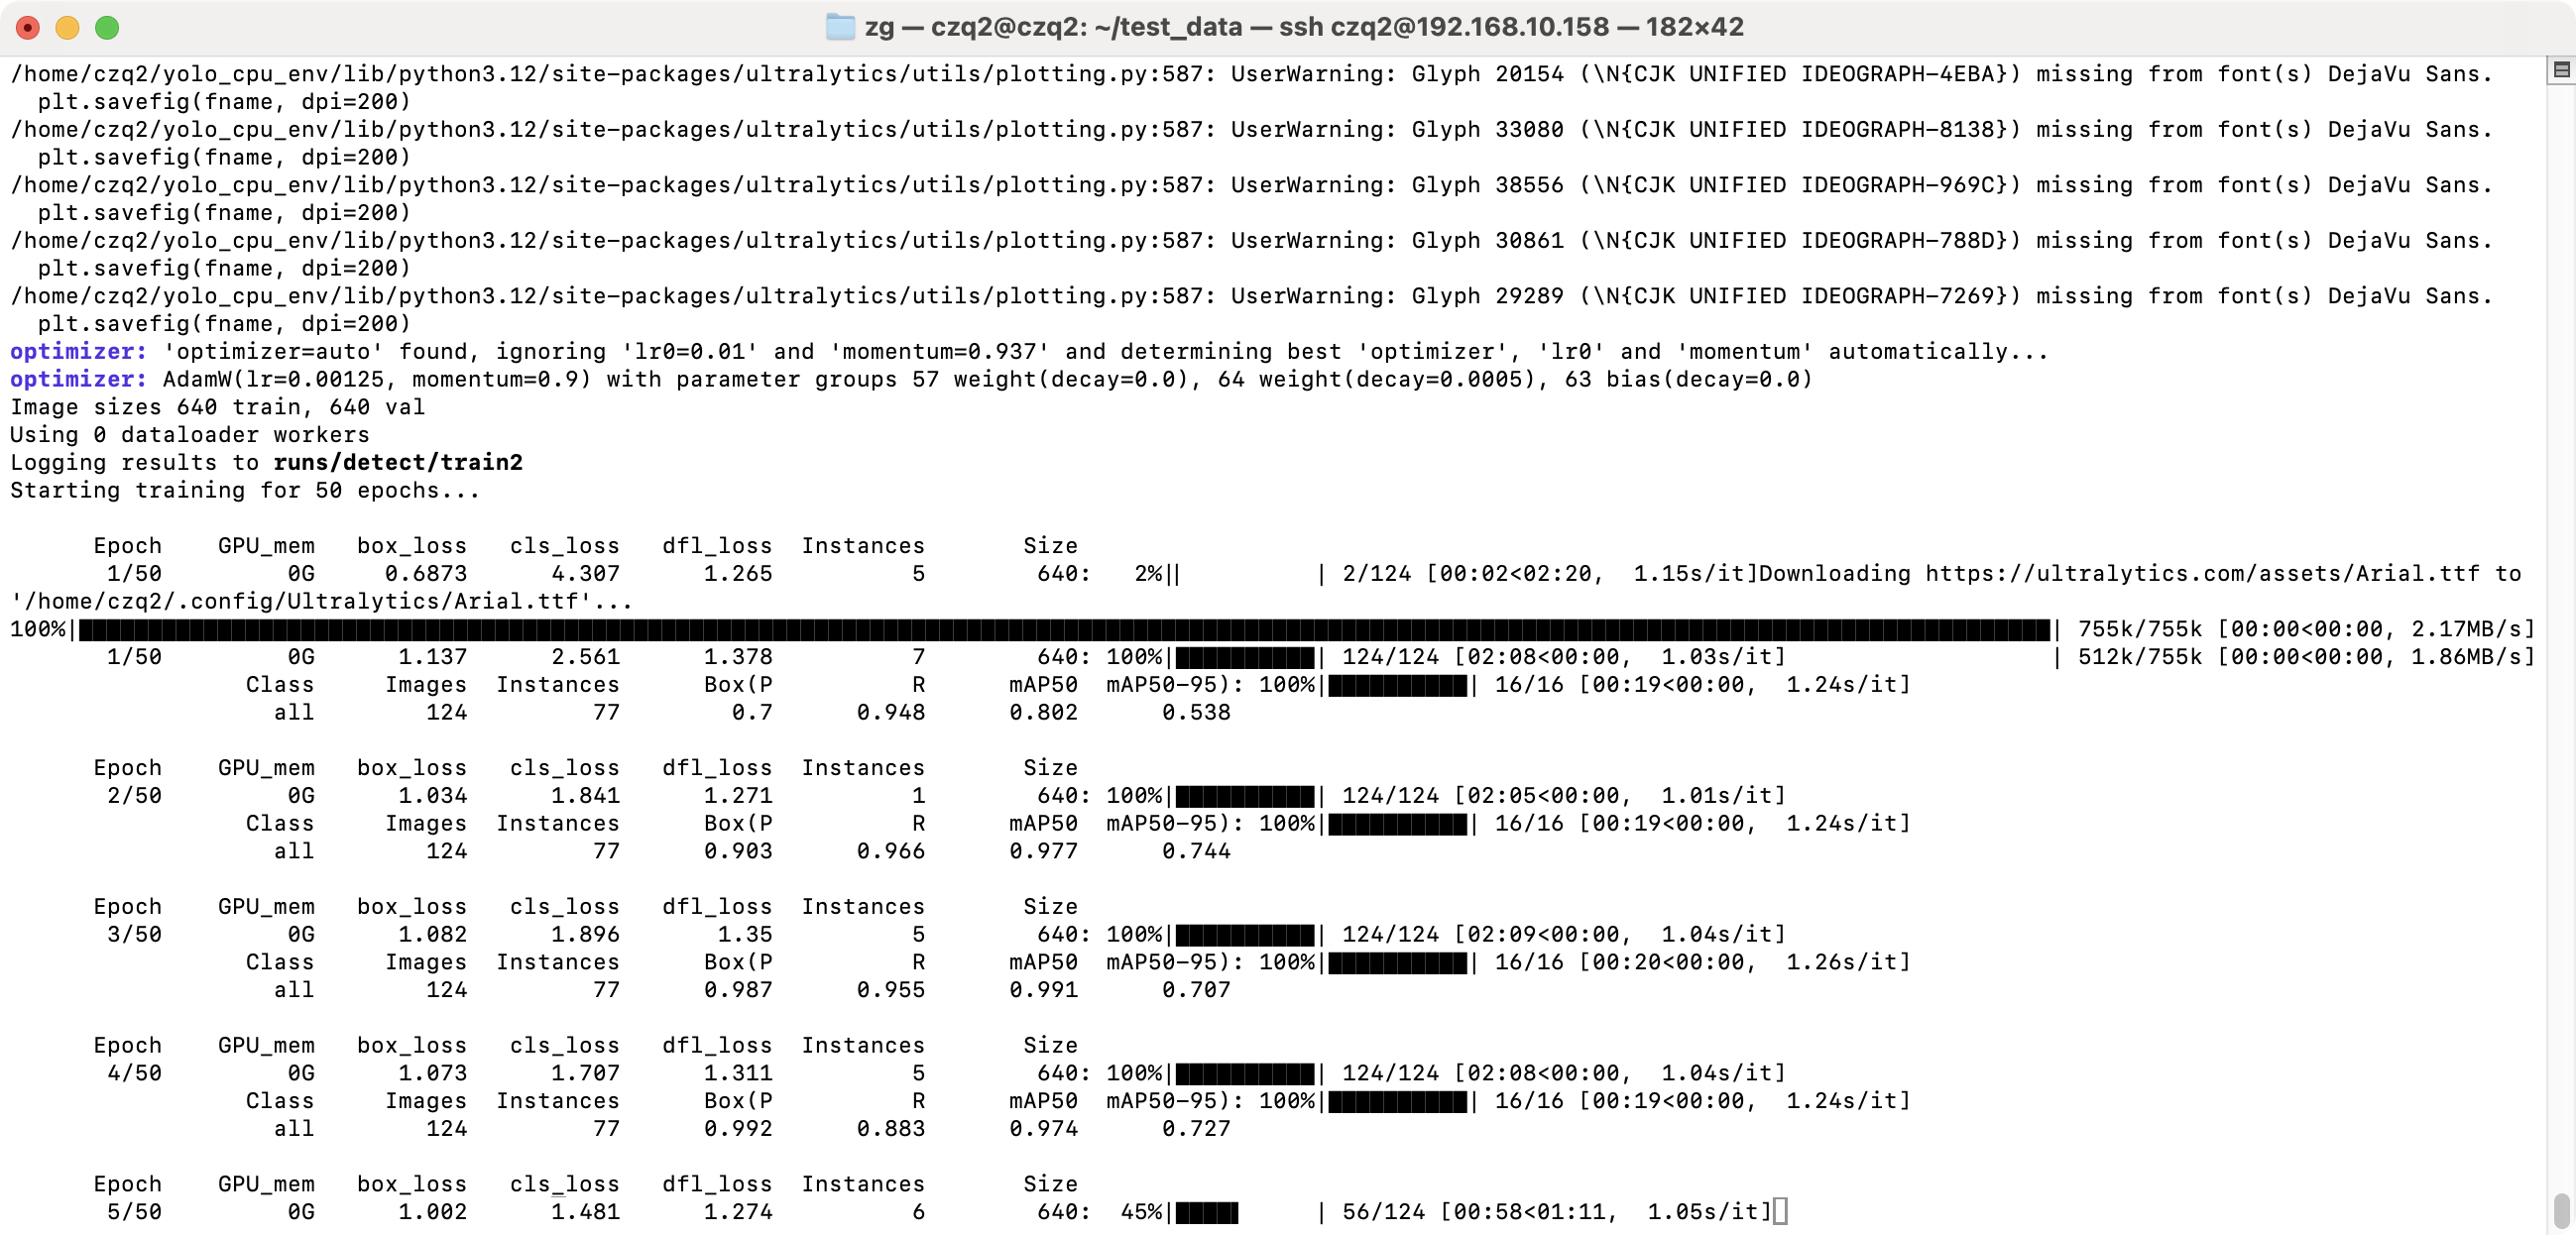 zg — czq2@czq2: ~/test_data — ssh czq2@192.168.10.158 — 182×42
/home/czq2/yolo_cpu_env/lib/python3.12/site-packages/ultralytics/utils/plotting.py:587: UserWarning: Glyph 20154 (\N{CJK UNIFIED IDEOGRAPH-4EBA}) missing from font(s) DejaVu Sans.
  plt.savefig(fname, dpi=200)
/home/czq2/yolo_cpu_env/lib/python3.12/site-packages/ultralytics/utils/plotting.py:587: UserWarning: Glyph 33080 (\N{CJK UNIFIED IDEOGRAPH-8138}) missing from font(s) DejaVu Sans.
  plt.savefig(fname, dpi=200)
/home/czq2/yolo_cpu_env/lib/python3.12/site-packages/ultralytics/utils/plotting.py:587: UserWarning: Glyph 38556 (\N{CJK UNIFIED IDEOGRAPH-969C}) missing from font(s) DejaVu Sans.
  plt.savefig(fname, dpi=200)
/home/czq2/yolo_cpu_env/lib/python3.12/site-packages/ultralytics/utils/plotting.py:587: UserWarning: Glyph 30861 (\N{CJK UNIFIED IDEOGRAPH-788D}) missing from font(s) DejaVu Sans.
  plt.savefig(fname, dpi=200)
/home/czq2/yolo_cpu_env/lib/python3.12/site-packages/ultralytics/utils/plotting.py:587: UserWarning: Glyph 29289 (\N{CJK UNIFIED IDEOGRAPH-7269}) missing from font(s) DejaVu Sans.
  plt.savefig(fname, dpi=200)
optimizer: 'optimizer=auto' found, ignoring 'lr0=0.01' and 'momentum=0.937' and determining best 'optimizer', 'lr0' and 'momentum' automatically...
optimizer: AdamW(lr=0.00125, momentum=0.9) with parameter groups 57 weight(decay=0.0), 64 weight(decay=0.0005), 63 bias(decay=0.0)
Image sizes 640 train, 640 val
Using 0 dataloader workers
Logging results to runs/detect/train2
Starting training for 50 epochs...
Epoch GPU_mem box_loss cls_loss dfl_loss Instances Size
1/50 0G 0.6873 4.307 1.265 5 640: 2%|| | 2/124 [00:02<02:20, 1.15s/it]Downloading https://ultralytics.com/assets/Arial.ttf to
'/home/czq2/.config/Ultralytics/Arial.ttf'...
100%|██████████| 755k/755k [00:00<00:00, 2.17MB/s]
1/50 0G 1.137 2.561 1.378 7 640: 100%|██████████| 124/124 [02:08<00:00, 1.03s/it] | 512k/755k [00:00<00:00, 1.86MB/s]
Class Images Instances Box(P R mAP50 mAP50-95): 100%|██████████| 16/16 [00:19<00:00, 1.24s/it]
all 124 77 0.7 0.948 0.802 0.538
Epoch GPU_mem box_loss cls_loss dfl_loss Instances Size
2/50 0G 1.034 1.841 1.271 1 640: 100%|██████████| 124/124 [02:05<00:00, 1.01s/it]
Class Images Instances Box(P R mAP50 mAP50-95): 100%|██████████| 16/16 [00:19<00:00, 1.24s/it]
all 124 77 0.903 0.966 0.977 0.744
Epoch GPU_mem box_loss cls_loss dfl_loss Instances Size
3/50 0G 1.082 1.896 1.35 5 640: 100%|██████████| 124/124 [02:09<00:00, 1.04s/it]
Class Images Instances Box(P R mAP50 mAP50-95): 100%|██████████| 16/16 [00:20<00:00, 1.26s/it]
all 124 77 0.987 0.955 0.991 0.707
Epoch GPU_mem box_loss cls_loss dfl_loss Instances Size
4/50 0G 1.073 1.707 1.311 5 640: 100%|██████████| 124/124 [02:08<00:00, 1.04s/it]
Class Images Instances Box(P R mAP50 mAP50-95): 100%|██████████| 16/16 [00:19<00:00, 1.24s/it]
all 124 77 0.992 0.883 0.974 0.727
Epoch GPU_mem box_loss cls_loss dfl_loss Instances Size
5/50 0G 1.002 1.481 1.274 6 640: 45%|████▌ | 56/124 [00:58<01:11, 1.05s/it]